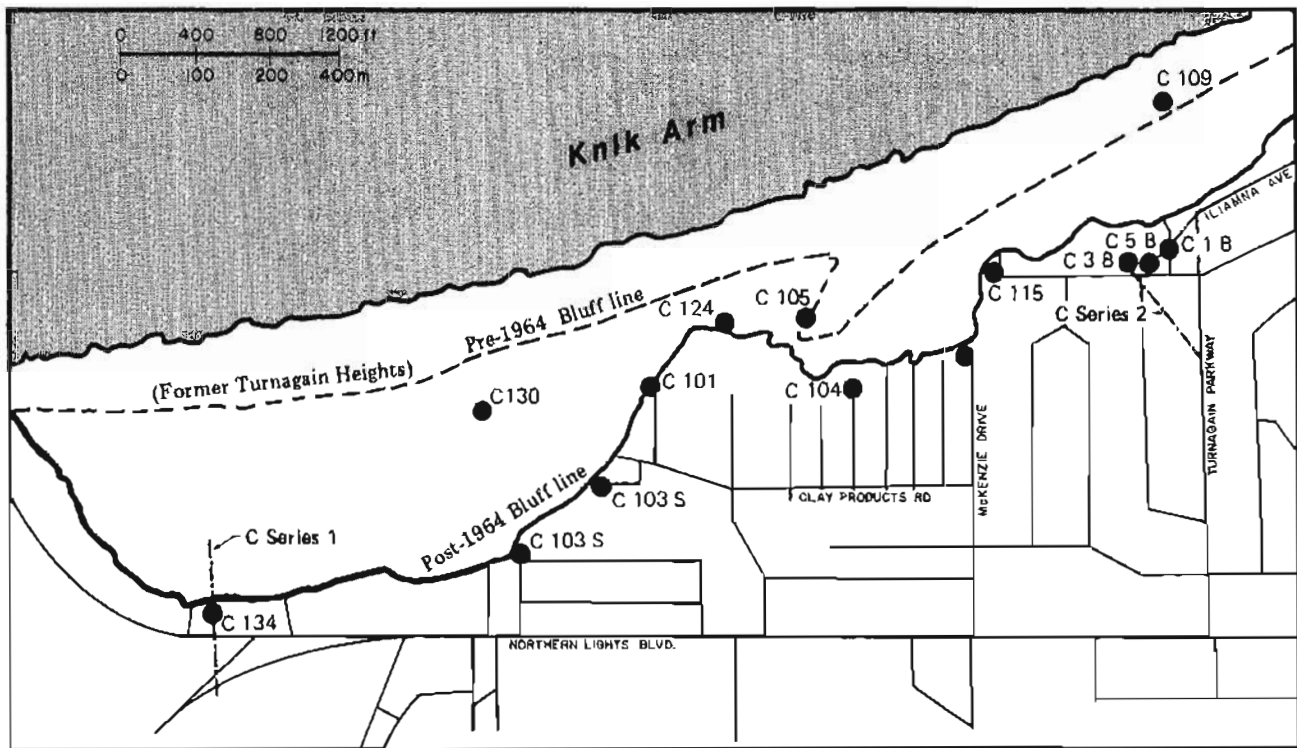 0 400 800 1200 ft
0 100 200 400 m
Knik Arm
C 109
ILIAMNA AVE
C 5 B
C 1 B
C 3 B
C 115
C Series 2
C 105
C 124
Pre-1964 Bluff line
(Former Turnagain Heights)
C 101
C 104
C130
TURNAGAIN PARKWAY
McKENZIE DRIVE
CLAY PRODUCTS RD
C 103 S
Post-1964 Bluff line
C Series 1
C 103 S
C 134
NORTHERN LIGHTS BLVD.